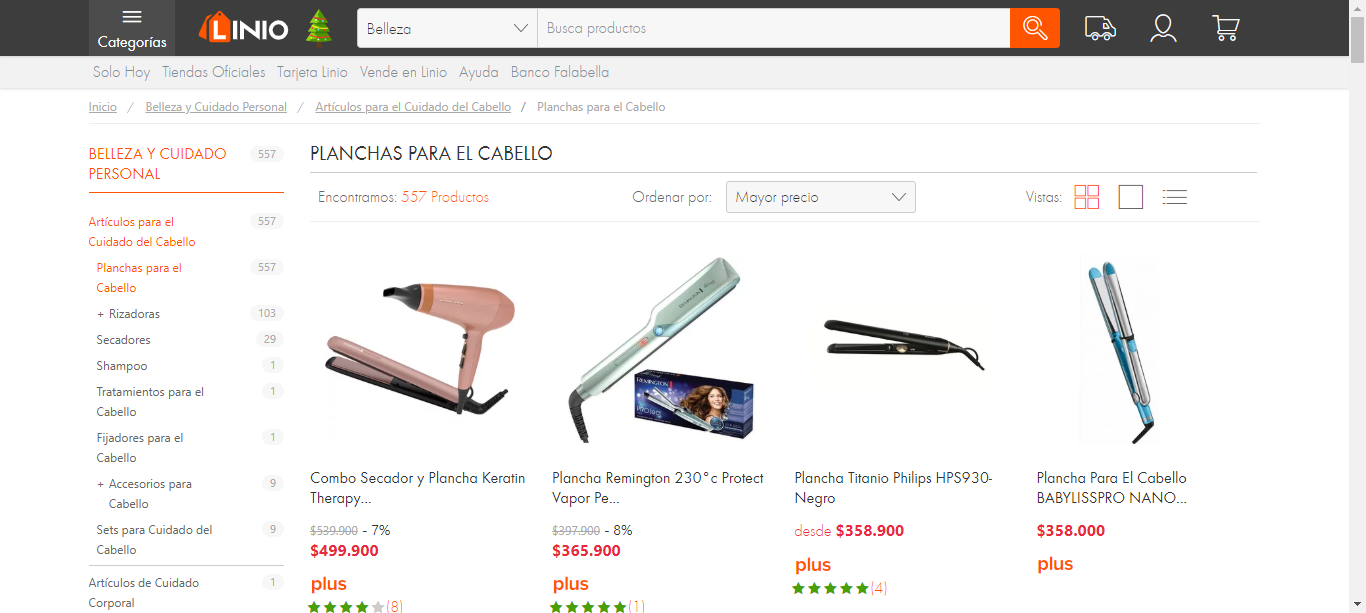 Categorías
LINIO
Belleza
Busca productos
Solo Hoy Tiendas Oficiales Tarjeta Linio Vende en Linio Ayuda Banco Falabella
Inicio / Belleza y Cuidado Personal / Artículos para el Cuidado del Cabello / Planchas para el Cabello
BELLEZA Y CUIDADO 557
PERSONAL
Artículos para el 557
Cuidado del Cabello
Planchas para el 557
Cabello
+ Rizadoras 103
Secadores 29
Shampoo 1
Tratamientos para el 1
Cabello
Fijadores para el 1
Cabello
+ Accesorios para 9
Cabello
Sets para Cuidado del 9
Cabello
Artículos de Cuidado 1
Corporal
PLANCHAS PARA EL CABELLO
Encontramos: 557 Productos
Ordenar por: Mayor precio
Vistas:
REMINGTON
Combo Secador y Plancha Keratin
Therapy...
$539.900 - 7%
$499.900
plus
(8)
Plancha Remington 230°c Protect
Vapor Pe...
$397.900 - 8%
$365.900
plus
(1)
Plancha Titanio Philips HPS930-
Negro
desde $358.900
plus
(4)
Plancha Para El Cabello
BABYLISSPRO NANO...
$358.000
plus